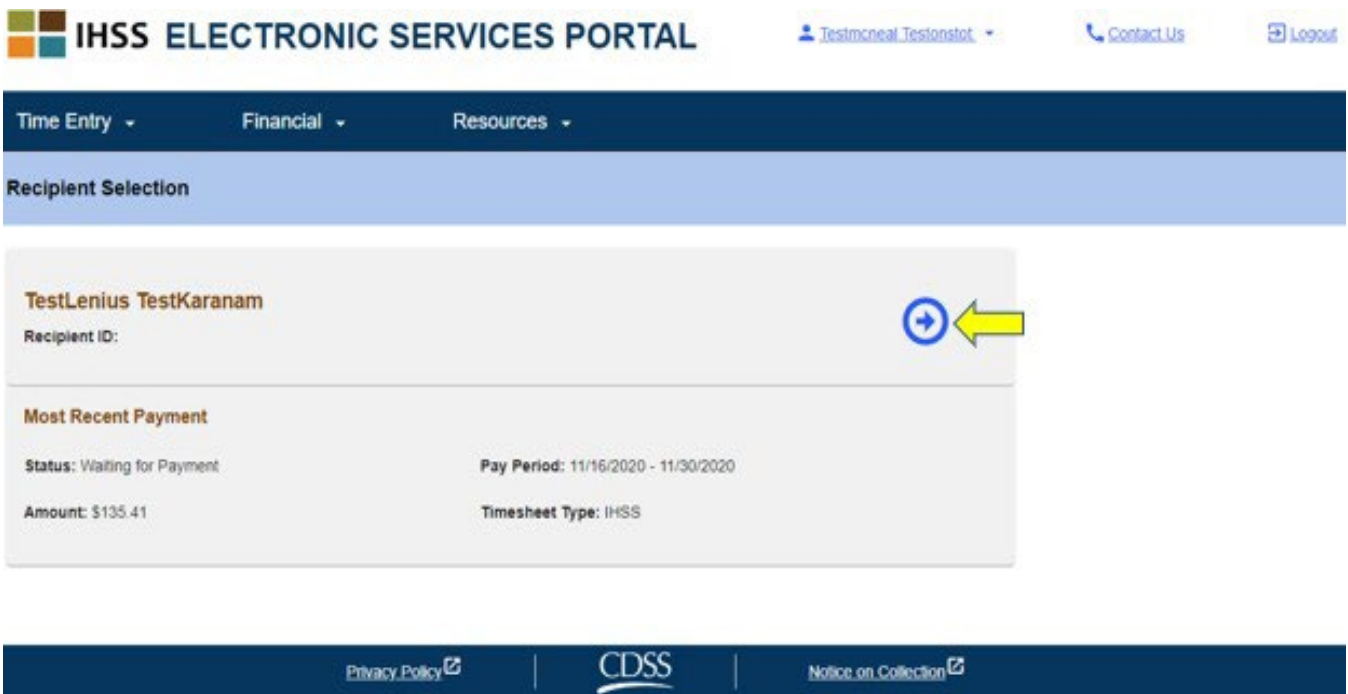 IHSS ELECTRONIC SERVICES PORTAL
Testmcneal Testonstot
Contact Us
Logout
Time Entry
Financial
Resources
Recipient Selection
TestLenius TestKaranam
Recipient ID:
Most Recent Payment
Status: Waiting for Payment
Pay Period: 11/16/2020 - 11/30/2020
Amount: $135.41
Timesheet Type: IHSS
Privacy Policy
CDSS
Notice on Collection